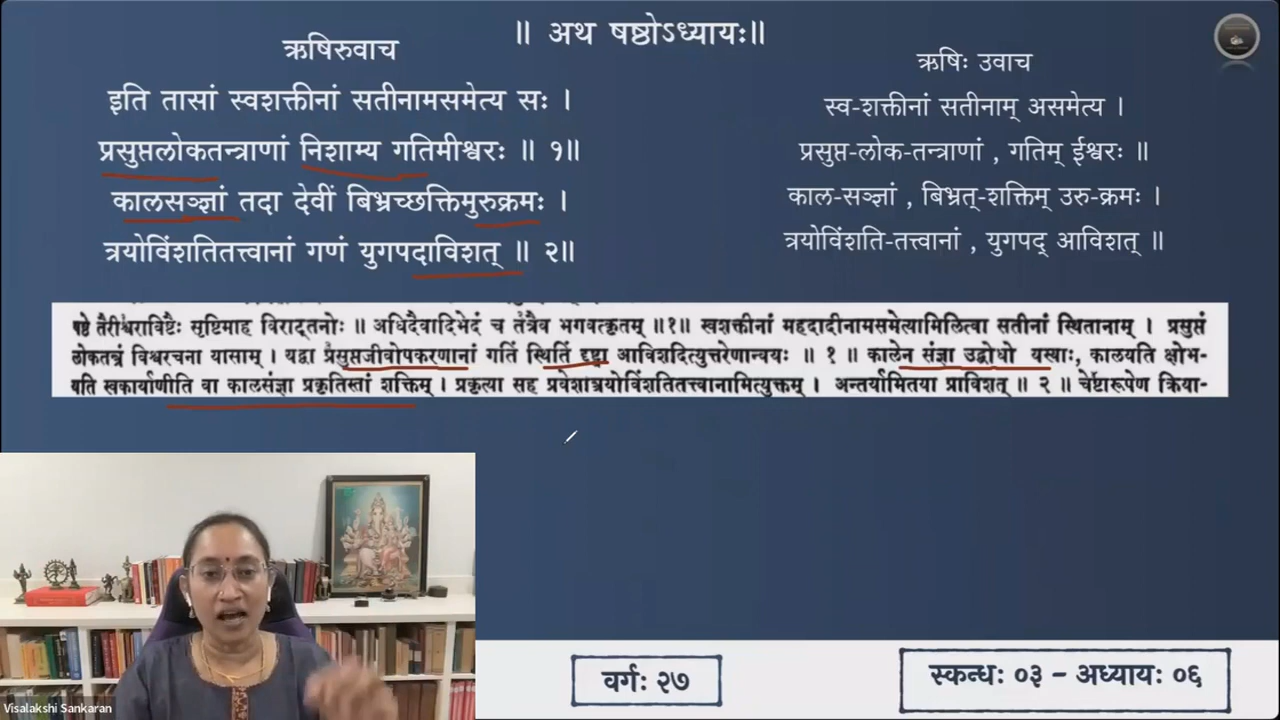 ॥ अथ षष्ठोऽध्यायः॥
ऋषिरुवाच
इति तासां स्वशक्तीनां सतीनामसमेत्य सः ।
प्रसुप्तलोकतन्त्राणां निशाम्य गतिमीश्वरः ॥ १॥
कालसञ्ज्ञां तदा देवीं बिभ्रच्छक्तिमुरुक्रमः ।
त्रयोविंशतितत्त्वानां गणं युगपदाविशत् ॥ २॥
ऋषिः उवाच
स्व-शक्तीनां सतीनाम् असमेत्य ।
प्रसुप्त-लोक-तन्त्राणां , गतिम् ईश्वरः ॥
काल-सञ्ज्ञां , बिभ्रत्-शक्तिम् उरु-क्रमः ।
त्रयोविंशति-तत्त्वानां , युगपद् आविशत् ॥
षष्ठे तैरीश्वराविष्टैः सृष्टिमाह विराट्तनोः ॥ अधिदैवादिभेदं च तत्रैव भगवत्कृतम् ॥१॥ स्वशक्तीनां महदादीनामसमेत्यामिलित्वा सतीनां स्थितानाम् । प्रसुप्तं
लोकतन्त्रं विश्वरचना यासाम् । यद्वा प्रसुप्तजीवोपकरणानां गतिं स्थितिं दृष्ट्वा आविशदित्युत्तरेणान्वयः ॥ १ ॥ कालेन संज्ञा उद्बोधो यस्याः, कालयति क्षोभ-
यति स्वकार्याणीति वा कालसंज्ञा प्रकृतिस्तां शक्तिम् । प्रकृत्या सह प्रवेशात्रयोविंशतितत्त्वानामित्युक्तम् । अन्तर्यामितया प्राविशत् ॥ २ ॥ चेष्टारूपेण क्रिया-
Visalakshi Sankaran
वर्गः २७
स्कन्धः ०३ – अध्यायः ०६